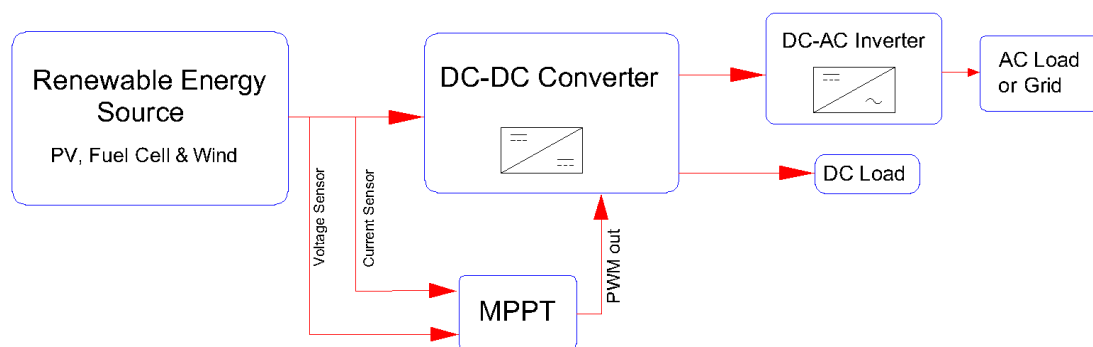 Renewable Energy
Source
PV, Fuel Cell & Wind
DC-DC Converter
DC-AC Inverter
AC Load
or Grid
DC Load
Voltage Sensor
Current Sensor
PWM out
MPPT